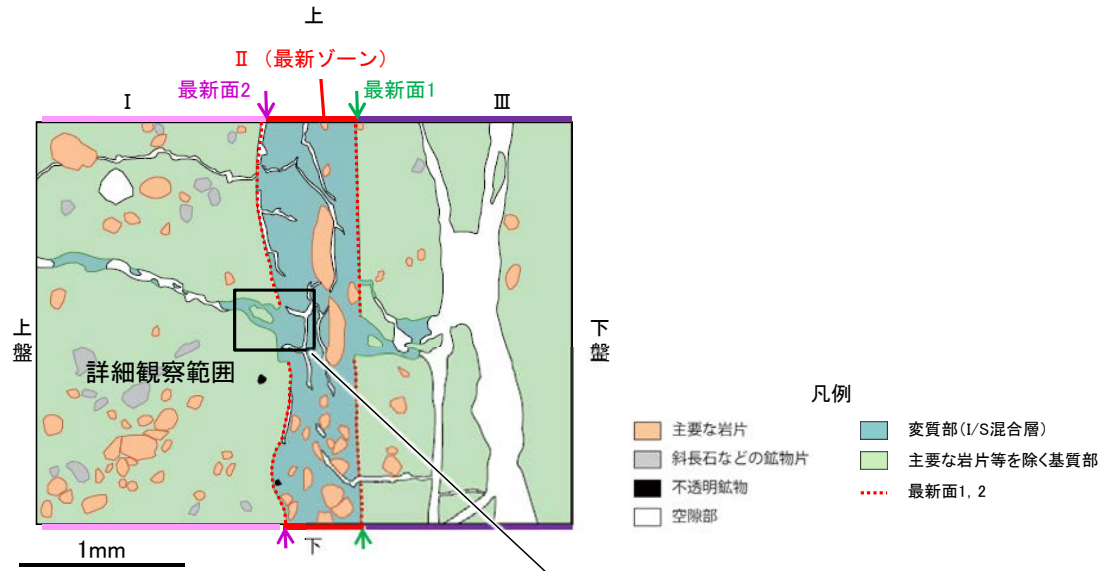 上
Ⅱ (最新ゾーン)
最新面2
最新面1
Ⅰ
Ⅲ
上盤
下盤
詳細観察範囲
下
1mm
凡例
主要な岩片
斜長石などの鉱物片
不透明鉱物
空隙部
変質部(I/S混合層)
主要な岩片等を除く基質部
最新面1, 2